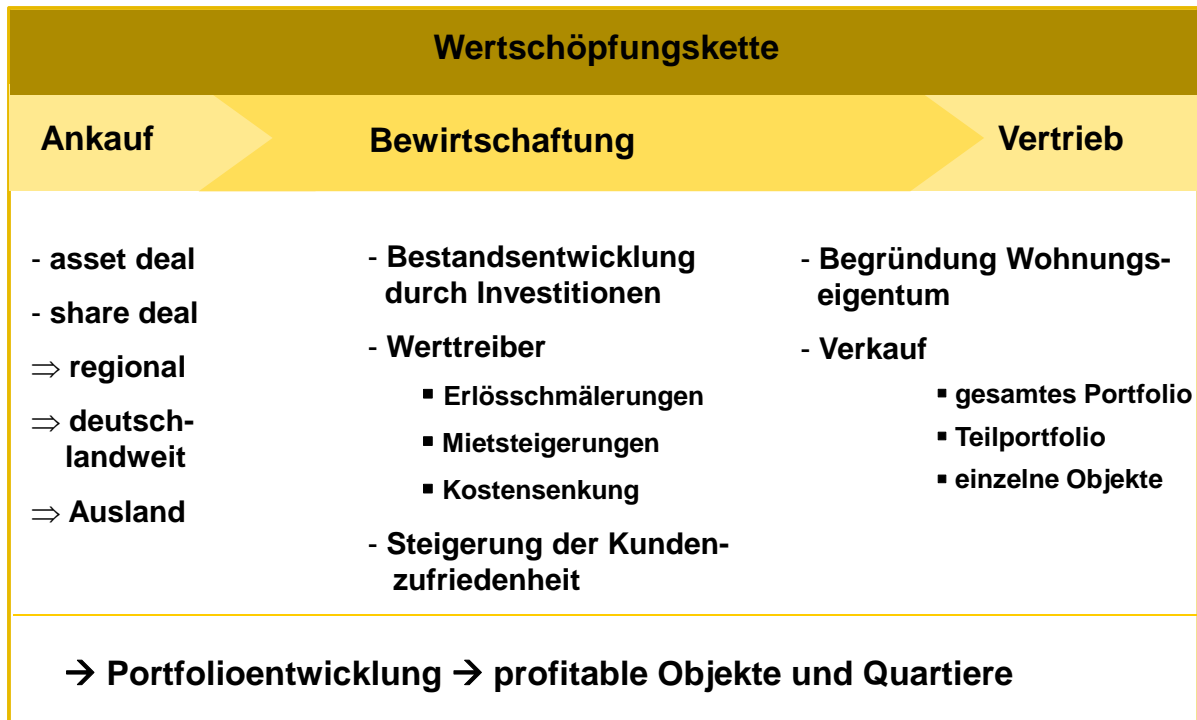 Wertschöpfungskette
Ankauf
Bewirtschaftung
Vertrieb
- asset deal
- share deal
⇒ regional
⇒ deutsch-
landweit
⇒ Ausland
- Bestandsentwicklung
durch Investitionen
- Werttreiber
▪ Erlösschmälerungen
▪ Mietsteigerungen
▪ Kostensenkung
- Steigerung der Kunden-
zufriedenheit
- Begründung Wohnungs-
eigentum
- Verkauf
▪ gesamtes Portfolio
▪ Teilportfolio
▪ einzelne Objekte
→ Portfolioentwicklung → profitable Objekte und Quartiere